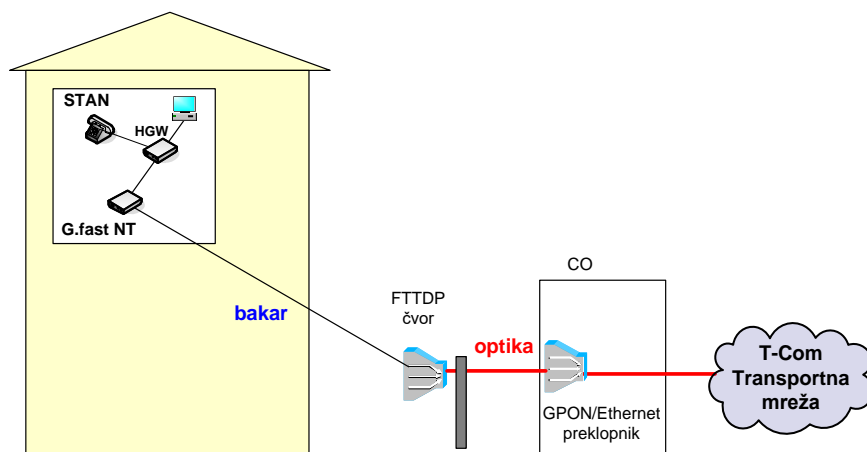 STAN
HGW
G.fast NT
bakar
FTTDP
čvor
optika
CO
GPON/Ethernet
preklopnik
T-Com
Transportna
mreža